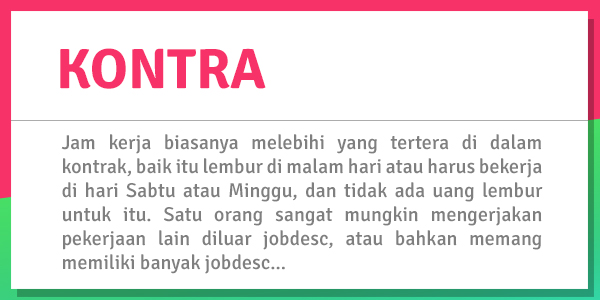 KONTRA
Jam kerja biasanya melebihi yang tertera di dalam
kontrak, baik itu lembur di malam hari atau harus bekerja
di hari Sabtu atau Minggu, dan tidak ada uang lembur
untuk itu. Satu orang sangat mungkin mengerjakan
pekerjaan lain diluar jobdesc, atau bahkan memang
memiliki banyak jobdesc...